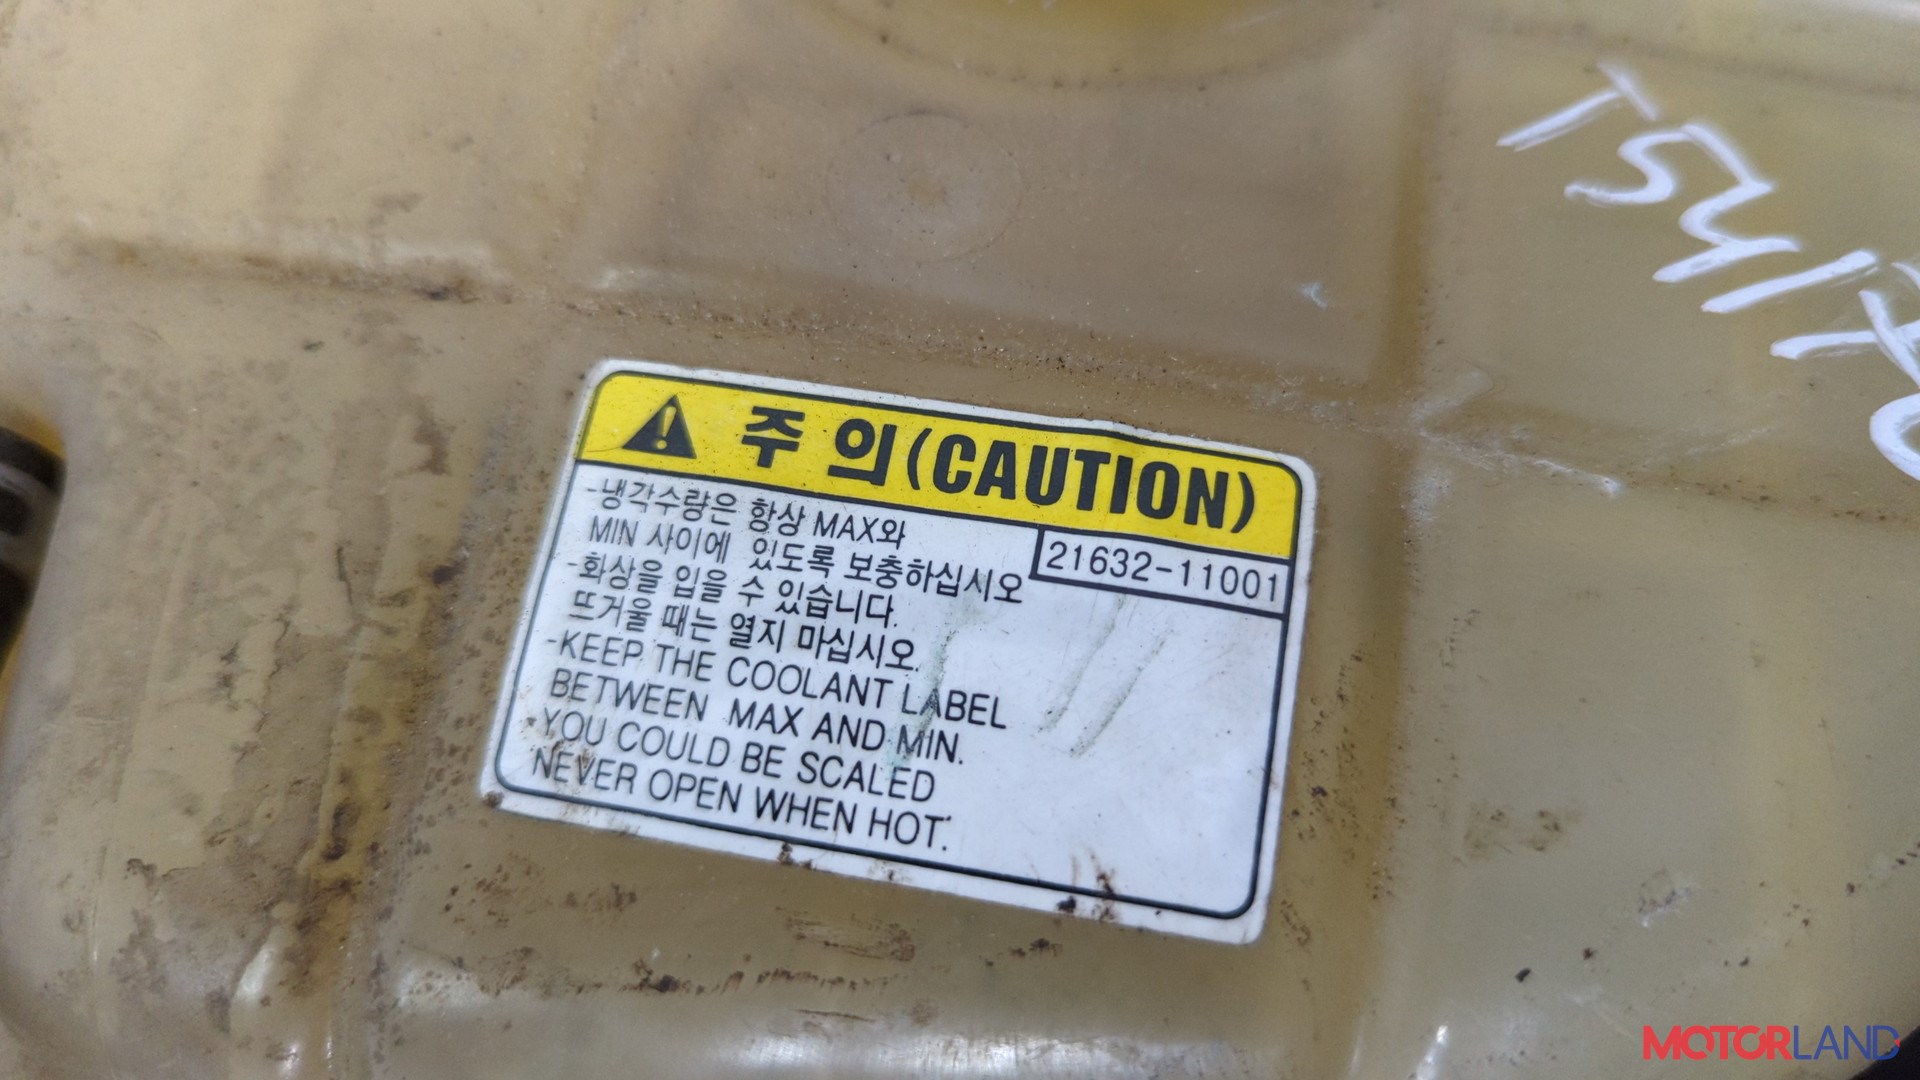 T5417
주의(CAUTION)
21632-11001
-냉각수량은 항상 MAX와
MIN 사이에 있도록 보충하십시오
-화상을 입을 수 있습니다.
뜨거울 때는 열지 마십시오.
-KEEP THE COOLANT LABEL
BETWEEN MAX AND MIN.
YOU COULD BE SCALED
NEVER OPEN WHEN HOT.
MOTORLAND